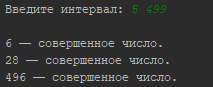 Введите интервал: 5 499
6 — совершенное число.
28 — совершенное число.
496 — совершенное число.